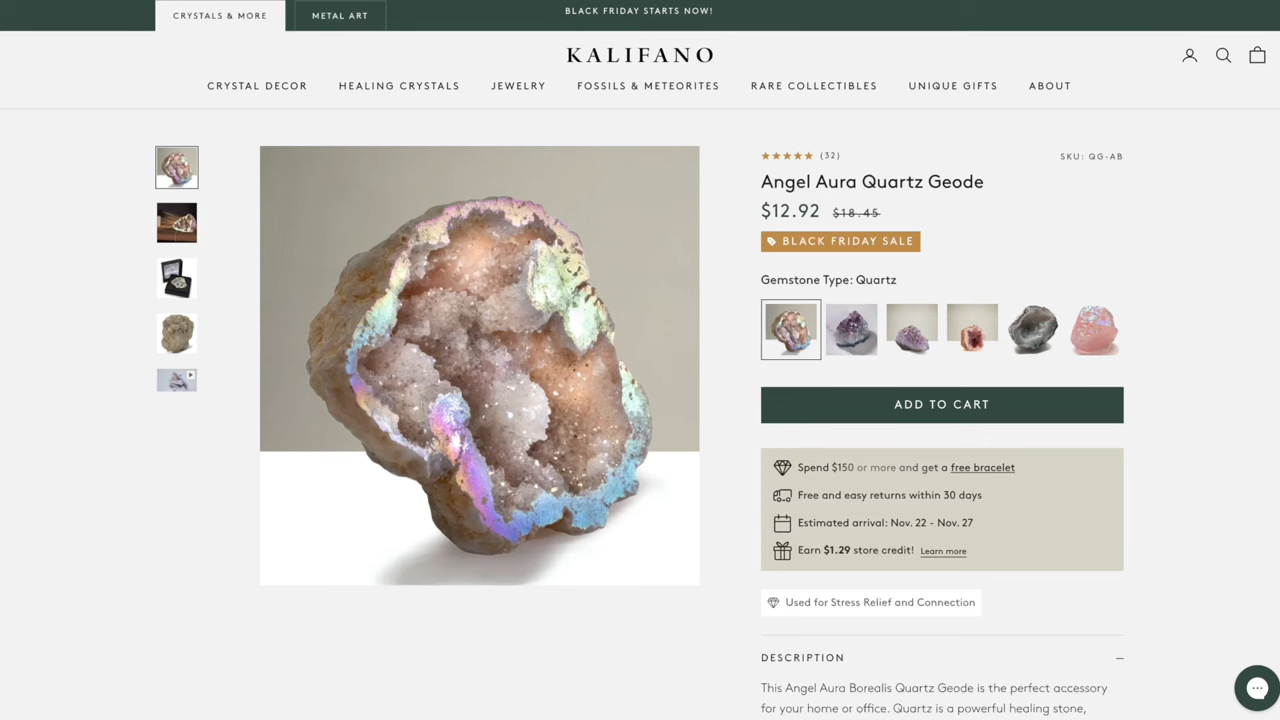 CRYSTALS & MORE
METAL ART
BLACK FRIDAY STARTS NOW!
KALIFANO
CRYSTAL DECOR
HEALING CRYSTALS
JEWELRY
FOSSILS & METEORITES
RARE COLLECTIBLES
UNIQUE GIFTS
ABOUT
(32)
SKU: QG-AB
Angel Aura Quartz Geode
$12.92 $18.45
BLACK FRIDAY SALE
Gemstone Type: Quartz
ADD TO CART
Spend $150 or more and get a free bracelet
Free and easy returns within 30 days
Estimated arrival: Nov. 22 - Nov. 27
Earn $1.29 store credit! Learn more
Used for Stress Relief and Connection
DESCRIPTION
This Angel Aura Borealis Quartz Geode is the perfect accessory
for your home or office. Quartz is a powerful healing stone,